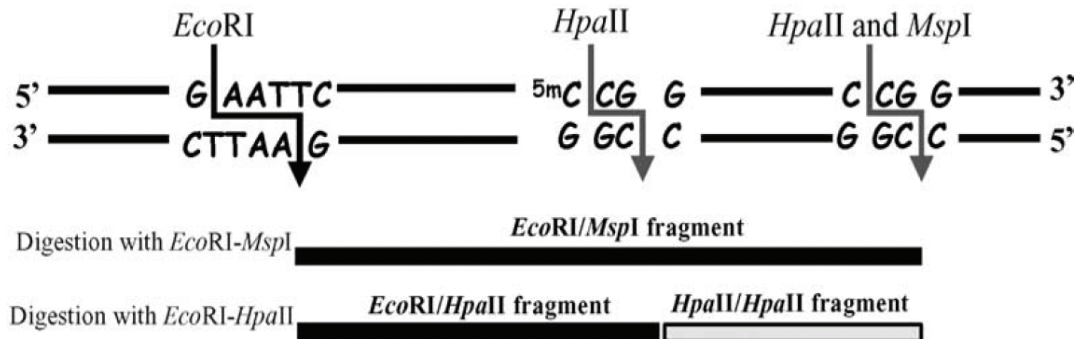 EcoRI HpaII HpaII and MspI
5’ G AATTC 5mC CG G C CG G 3’
3’ CTTAA G G GC C G GC C 5’
EcoRI/MspI fragment
Digestion with EcoRI-MspI
EcoRI/HpaII fragment HpaII/HpaII fragment
Digestion with EcoRI-HpaII